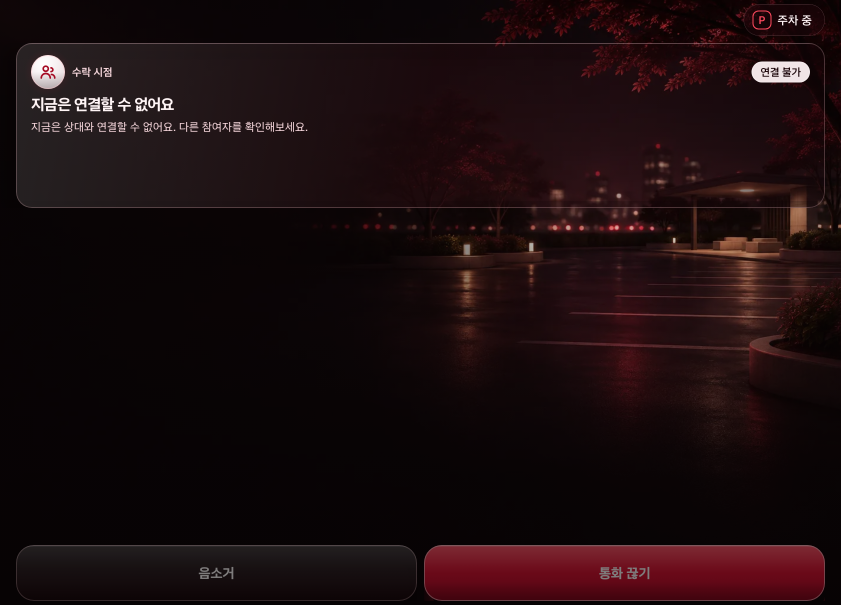 P 주차 중
수락 시점
연결 불가
지금은 연결할 수 없어요
지금은 상대와 연결할 수 없어요. 다른 참여자를 확인해보세요.
음소거
통화 끊기